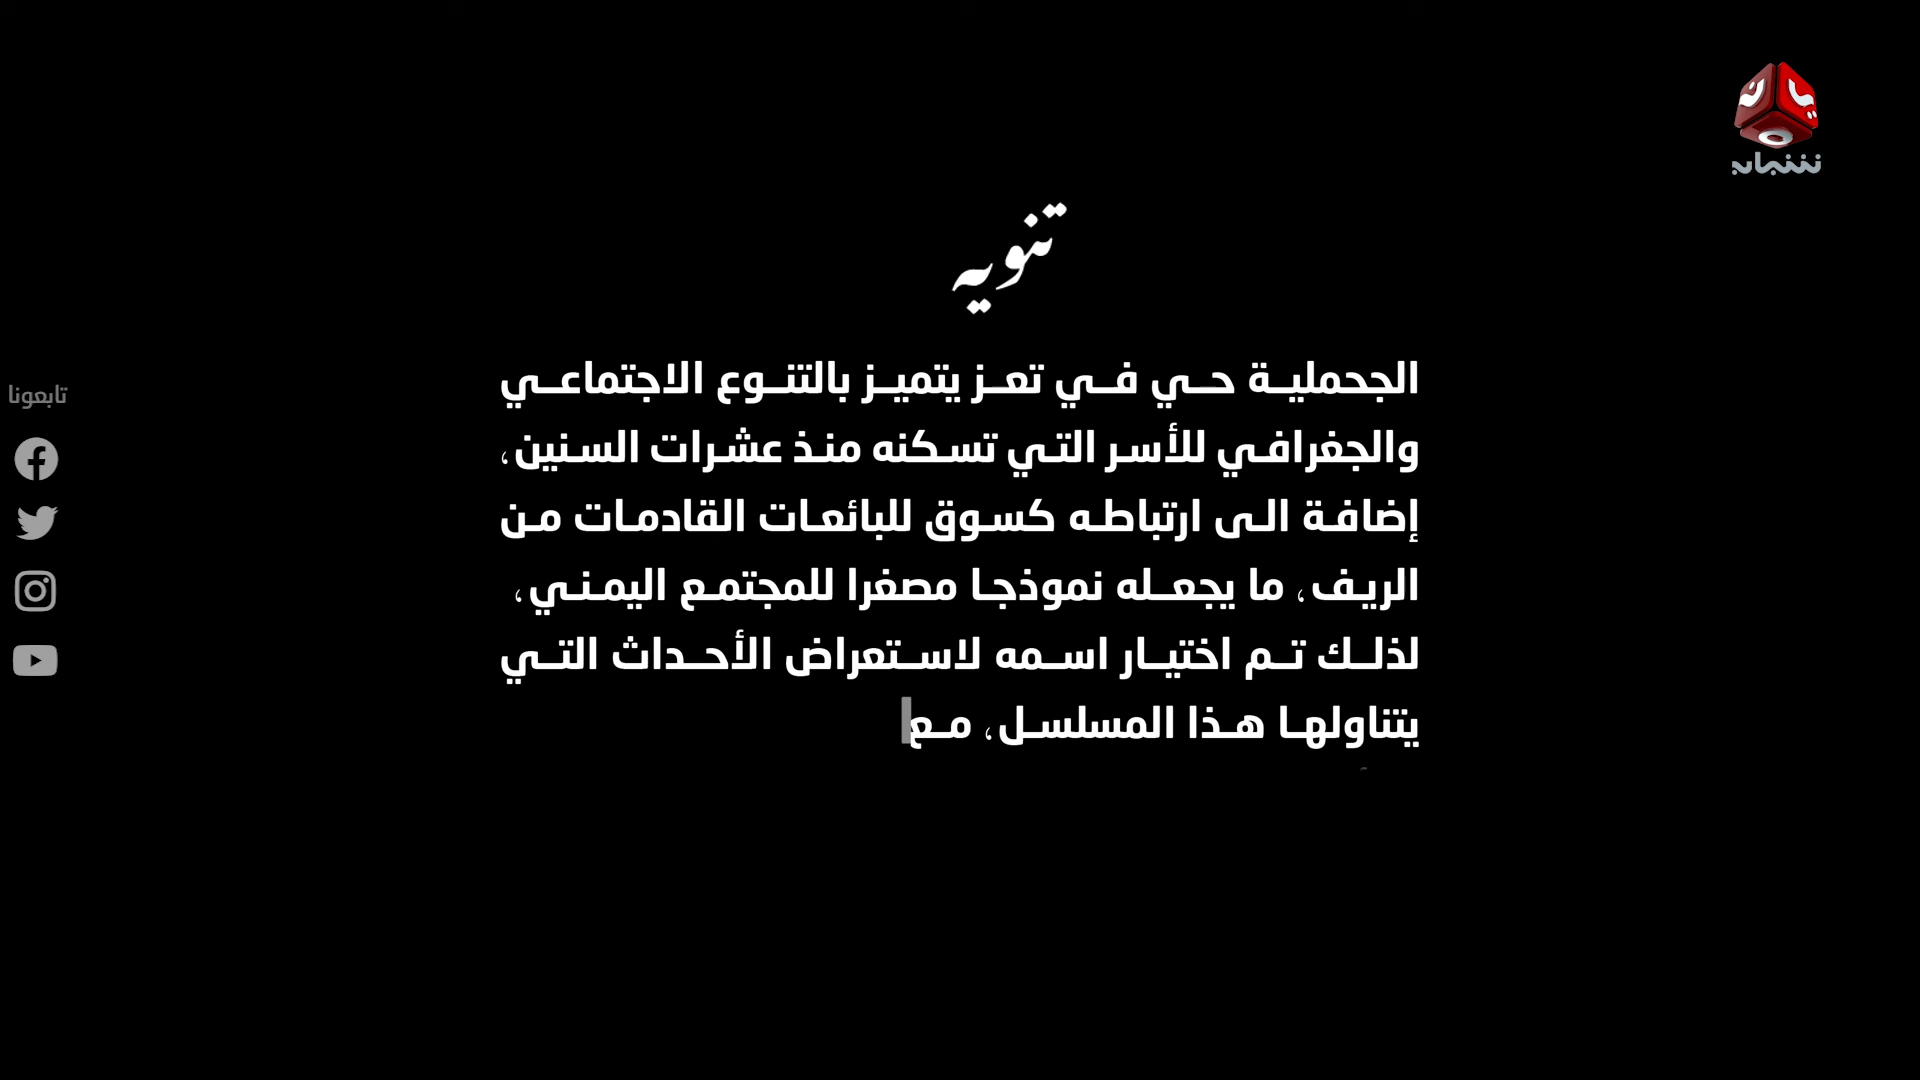 تنويه
الجحملية حي في تعز يتميز بالتنوع الاجتماعي
والجغرافي للأسر التي تسكنه منذ عشرات السنين،
إضافة الى ارتباطه كسوق للبائعات القادمات من
الريف، ما يجعله نموذجا مصغرا للمجتمع اليمني،
لذلك تم اختيار اسمه لاستعراض الأحداث التي
يتناولها هذا المسلسل، مع
تابعونا